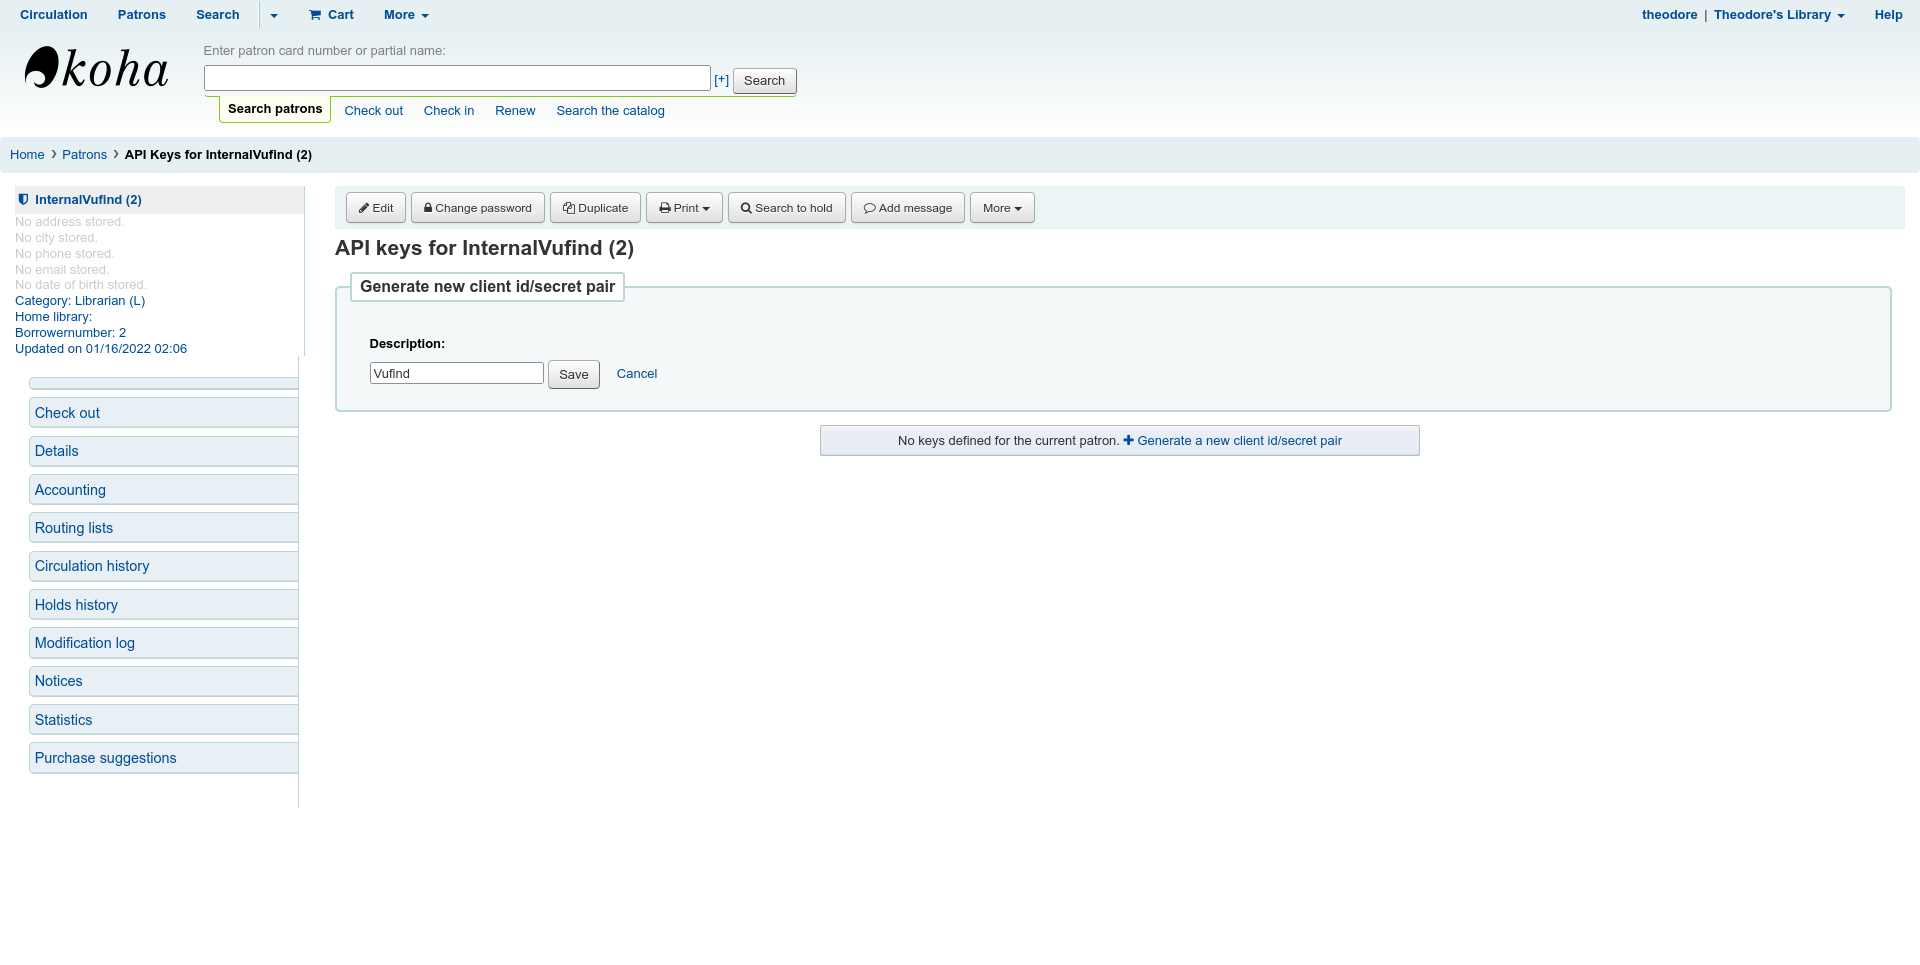 Circulation Patrons Search Cart More theodore | Theodore's Library Help
koha
Enter patron card number or partial name:
[+] Search
Search patrons Check out Check in Renew Search the catalog
Home › Patrons › API Keys for InternalVufind (2)
InternalVufind (2)
No address stored.
No city stored.
No phone stored.
No email stored.
No date of birth stored.
Category: Librarian (L)
Home library:
Borrowernumber: 2
Updated on 01/16/2022 02:06
Check out
Details
Accounting
Routing lists
Circulation history
Holds history
Modification log
Notices
Statistics
Purchase suggestions
Edit Change password Duplicate Print Search to hold Add message More
API keys for InternalVufind (2)
Generate new client id/secret pair
Description:
Vufind Save Cancel
No keys defined for the current patron. Generate a new client id/secret pair